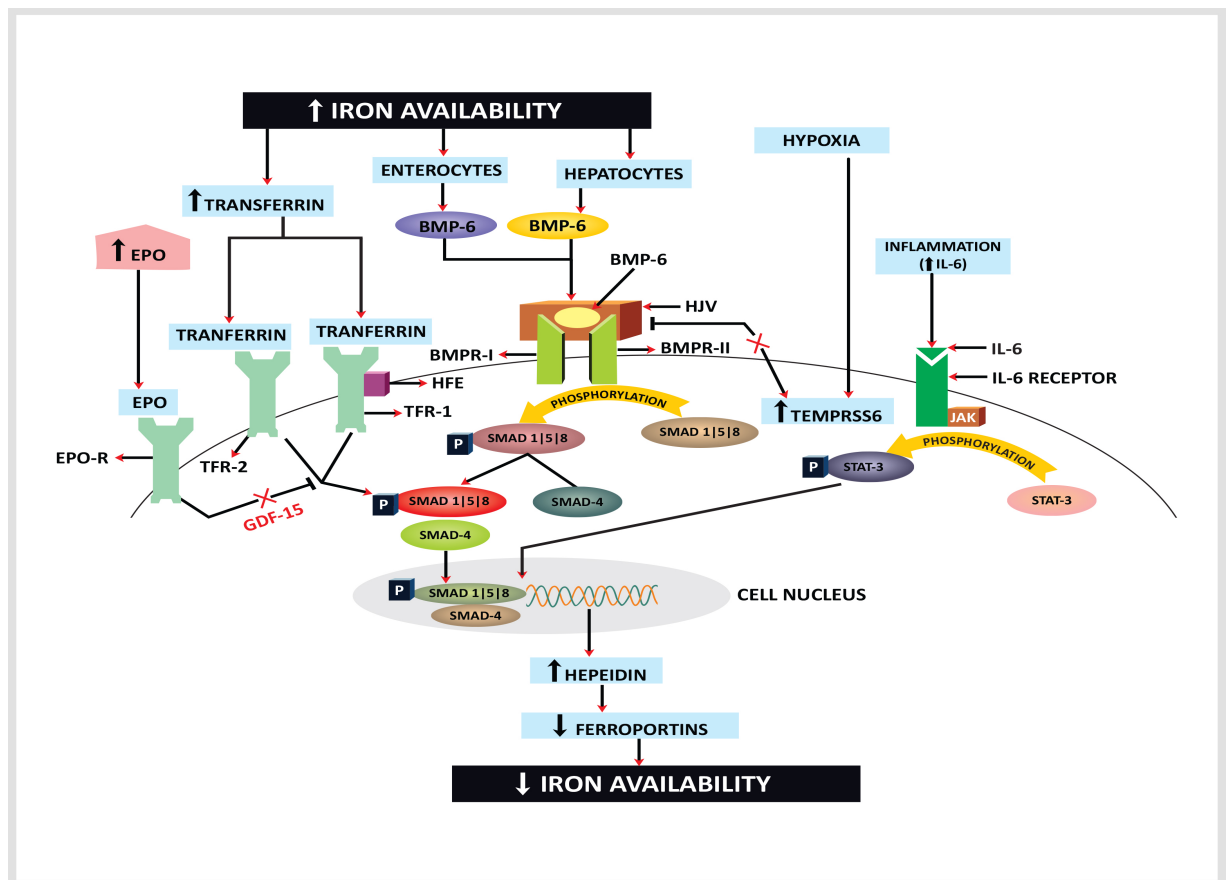 ↑ IRON AVAILABILITY
HYPOXIA
ENTEROCYTES
HEPATOCYTES
↑ TRANSFERRIN
BMP-6
BMP-6
↑ EPO
INFLAMMATION
(↑ IL-6)
BMP-6
HJV
TRANFERRIN
TRANFERRIN
BMPR-I
BMPR-II
IL-6
IL-6 RECEPTOR
HFE
TFR-1
EPO
PHOSPHORYLATION
↑ TEMPRSS6
JAK
P
SMAD 1|5|8
SMAD 1|5|8
PHOSPHORYLATION
EPO-R
TFR-2
P
STAT-3
GDF-15
P
SMAD 1|5|8
SMAD-4
STAT-3
SMAD-4
P
SMAD 1|5|8
SMAD-4
CELL NUCLEUS
↑ HEPEIDIN
↓ FERROPORTINS
↓ IRON AVAILABILITY